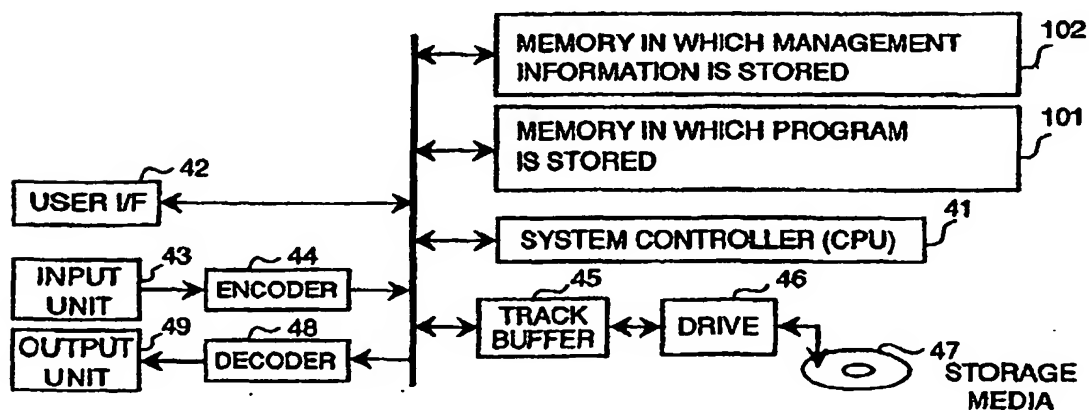 102
MEMORY IN WHICH MANAGEMENT
INFORMATION IS STORED
101
MEMORY IN WHICH PROGRAM
IS STORED
42
USER I/F
41
SYSTEM CONTROLLER (CPU)
43
INPUT
UNIT
44
ENCODER
45
TRACK
BUFFER
46
DRIVE
49
OUTPUT
UNIT
48
DECODER
47
STORAGE
MEDIA